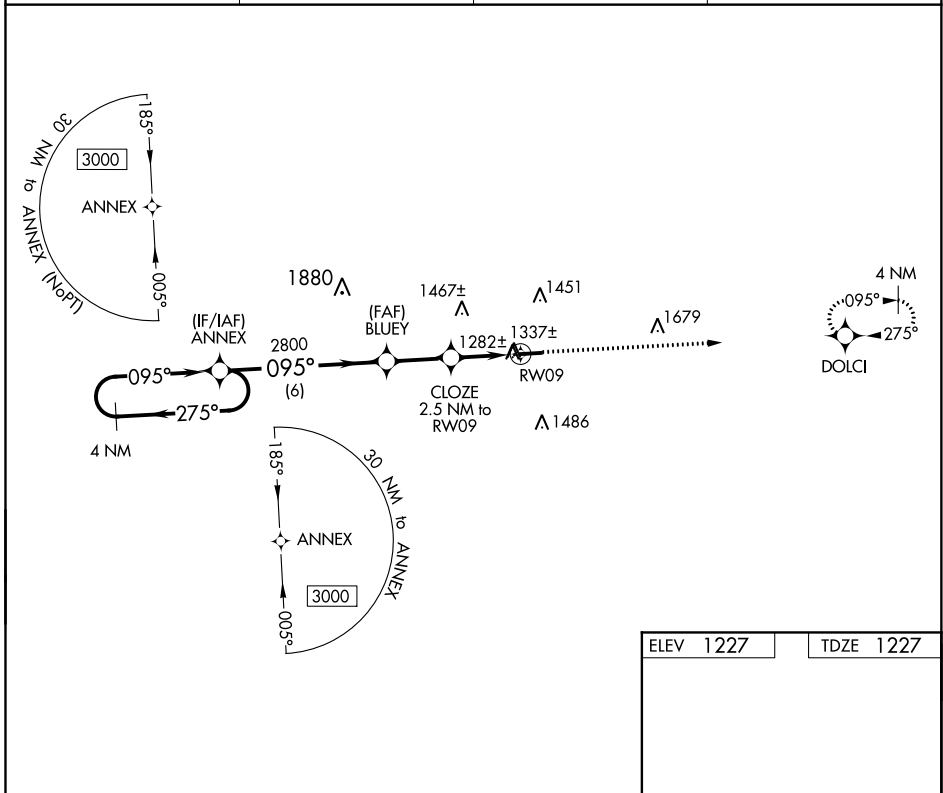 185°
30 NM to ANNEX (NoPT)
3000
ANNEX
005°
1880
1467±
1451
4 NM
(IF/IAF)
ANNEX
(FAF)
BLUEY
1679
095°
275°
DOLCI
2800
1282±
1337±
095°
095°
(6)
RW09
275°
CLOZE
2.5 NM to
RW09
1486
4 NM
185°
30 NM to ANNEX
ANNEX
3000
005°
ELEV 1227
TDZE 1227